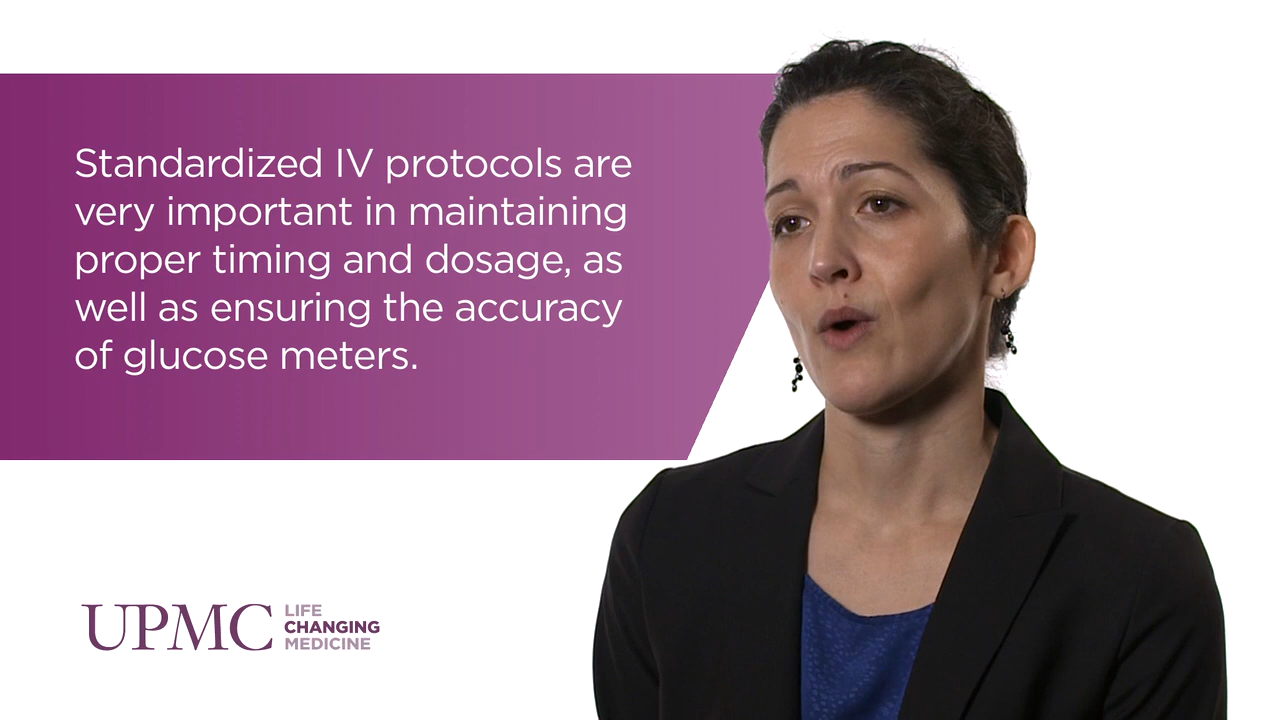 Standardized IV protocols are
very important in maintaining
proper timing and dosage, as
well as ensuring the accuracy
of glucose meters.
UPMC
LIFE
CHANGING
MEDICINE